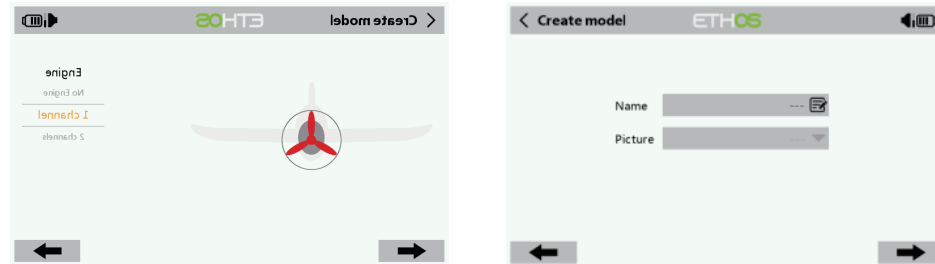 Create model
ETHOS
Engine
No Engine
1 channel
2 channels
Create model
ETHOS
Name ---
Picture ---